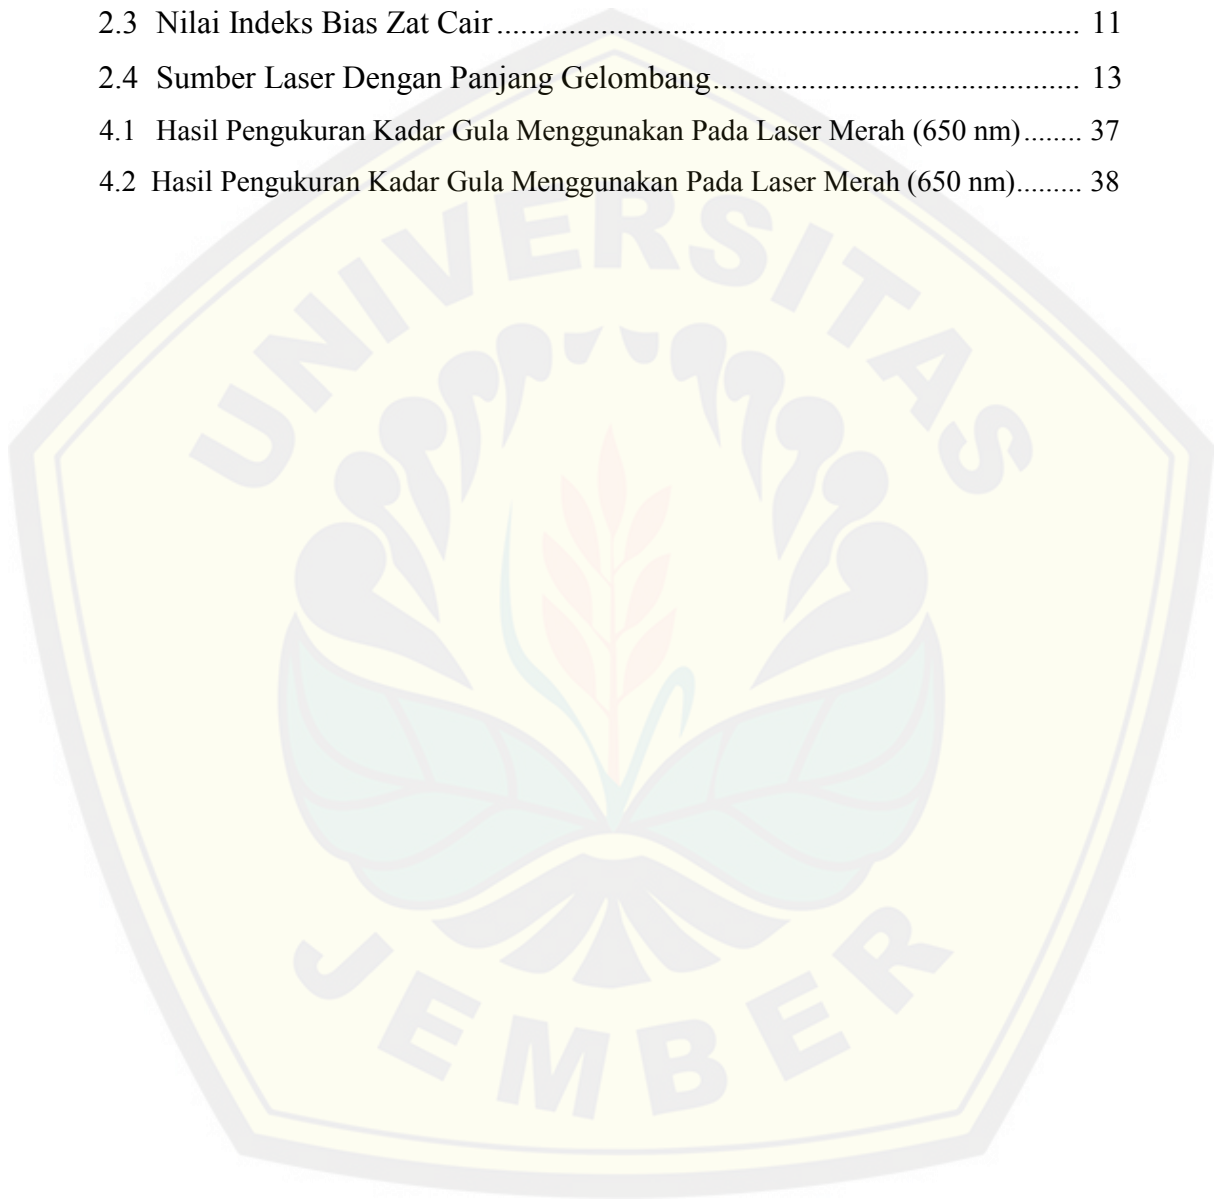 2.3 Nilai Indeks Bias Zat Cair ......................................................................... 11
2.4 Sumber Laser Dengan Panjang Gelombang.............................................. 13
4.1 Hasil Pengukuran Kadar Gula Menggunakan Pada Laser Merah (650 nm)........ 37
4.2 Hasil Pengukuran Kadar Gula Menggunakan Pada Laser Merah (650 nm)......... 38
UNIVERSITAS
JEMBER